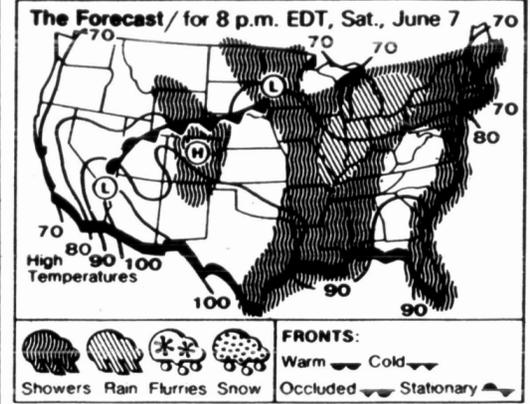 The Forecast/ for 8 p.m. EDT, Sat., June 7
70
70
70
70
L
70
80
H
L
70
80
90
100
High
Temperatures
100
90
90
Showers Rain Flurries Snow
FRONTS:
Warm Cold
Occluded Stationary